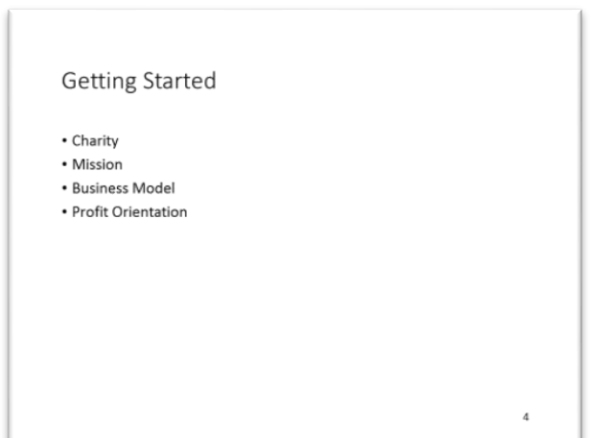 Getting Started
• Charity
• Mission
• Business Model
• Profit Orientation
4